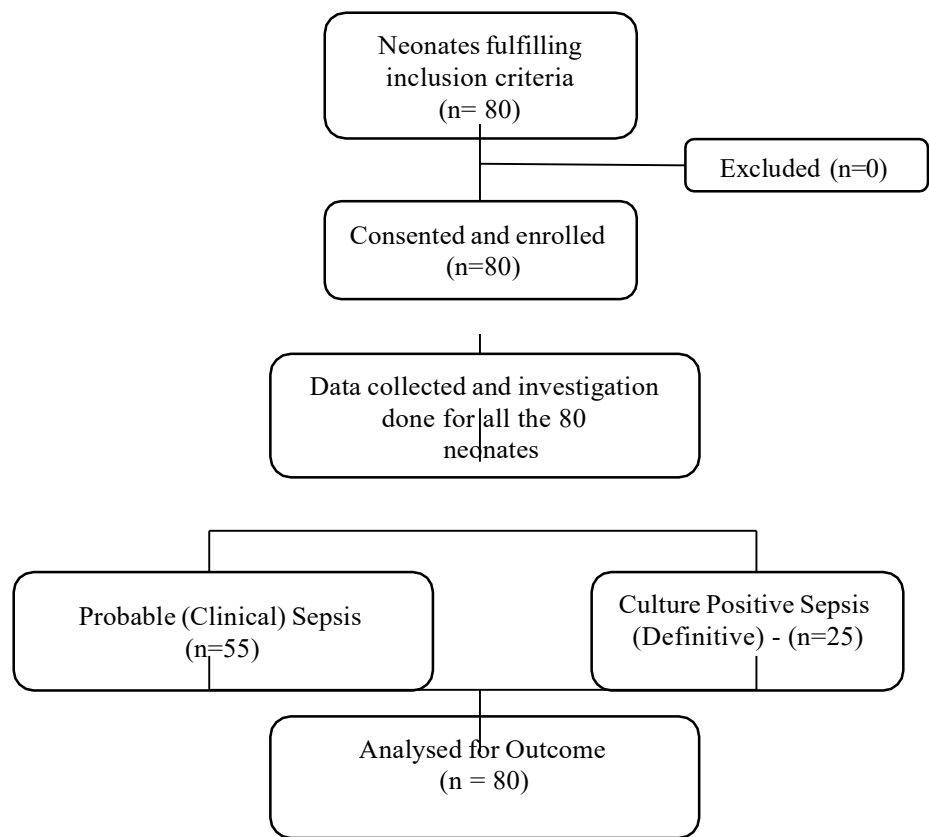 Neonates fulfilling
inclusion criteria
(n= 80)
Excluded (n=0)
Consented and enrolled
(n=80)
Data collected and investigation
done for all the 80
neonates
Probable (Clinical) Sepsis
(n=55)
Culture Positive Sepsis
(Definitive) - (n=25)
Analysed for Outcome
(n = 80)